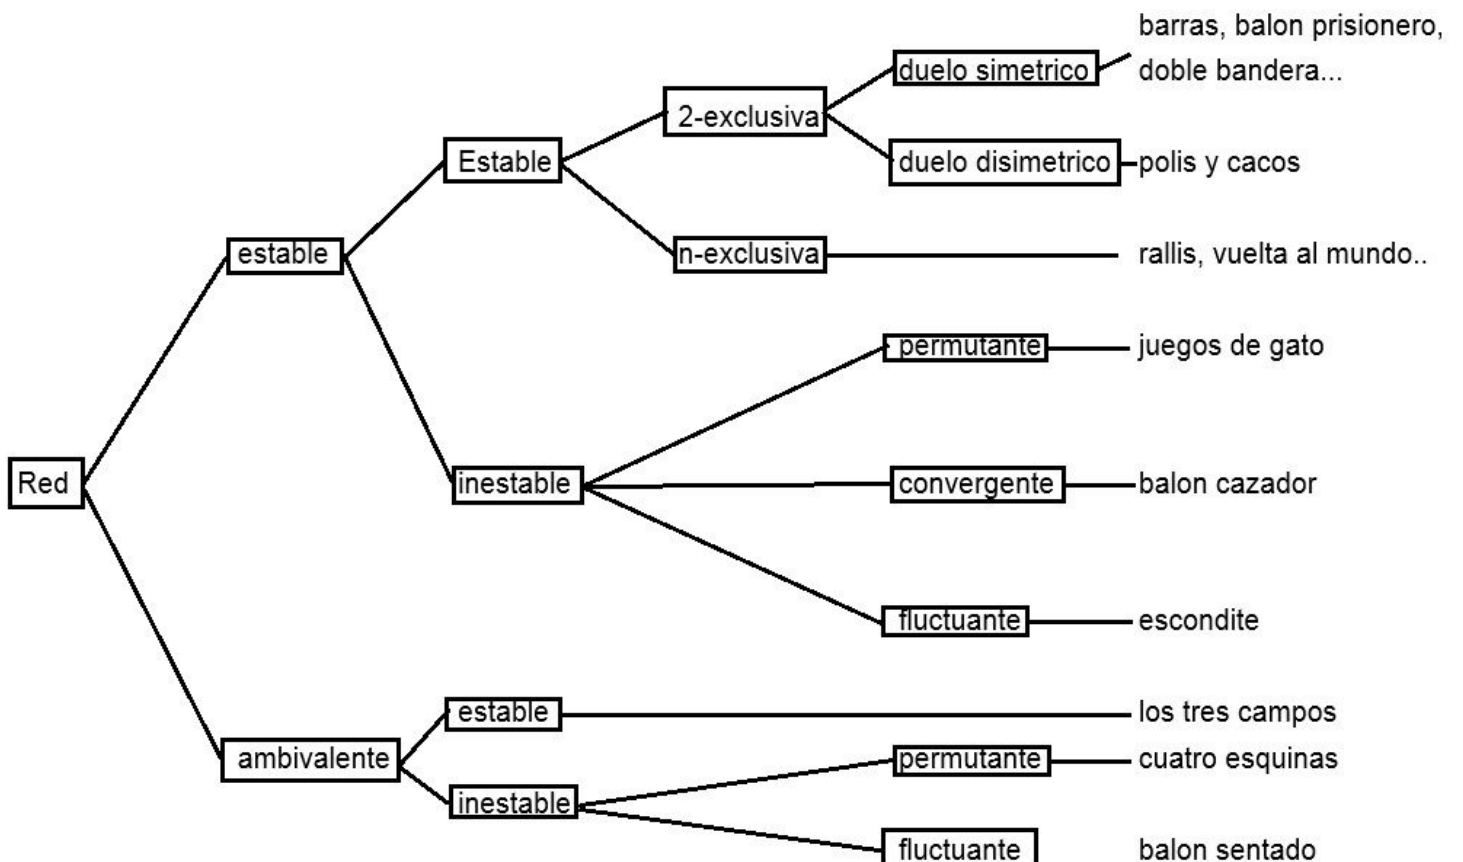 barras, balon prisionero,
duelo simetrico
doble bandera...
2-exclusiva
Estable
duelo disimetrico
polis y cacos
estable
n-exclusiva
rallis, vuelta al mundo..
permutante
juegos de gato
Red
inestable
convergente
balon cazador
fluctuante
escondite
estable
los tres campos
ambivalente
permutante
cuatro esquinas
inestable
fluctuante
balon sentado